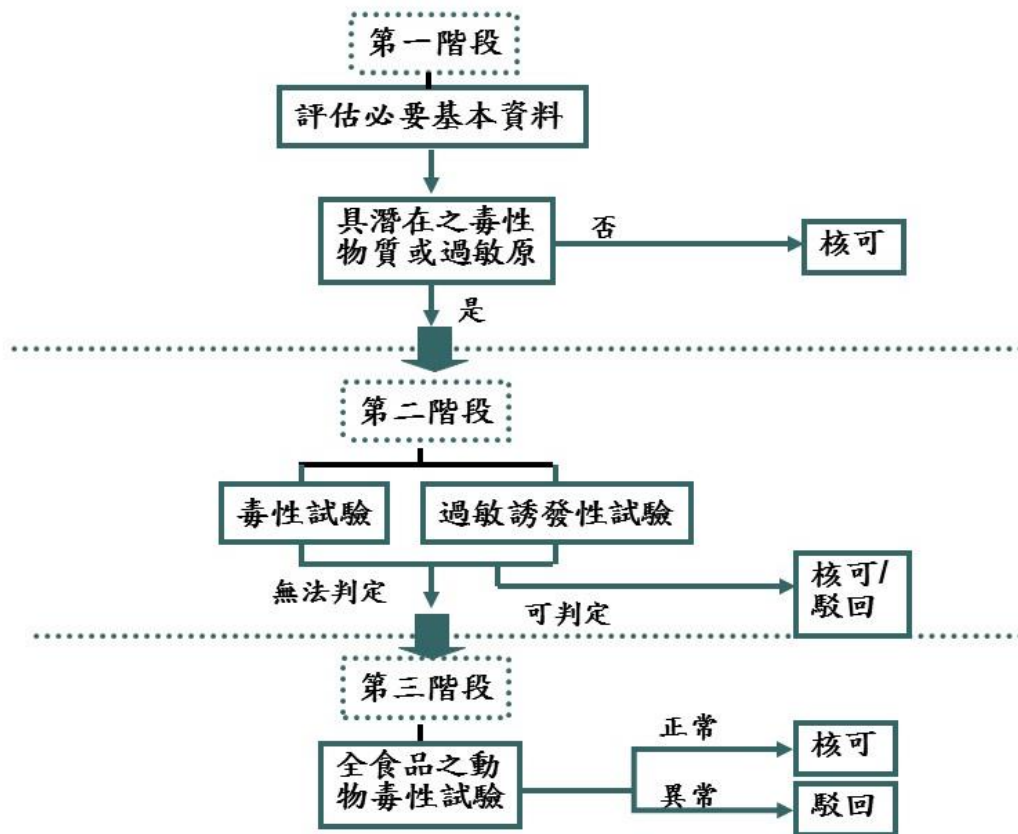 第一階段
評估必要基本資料
具潛在之毒性
物質或過敏原
否
核可
是
第二階段
毒性試驗
過敏誘發性試驗
無法判定
可判定
核可/
駁回
第三階段
全食品之動
物毒性試驗
正常
核可
異常
駁回